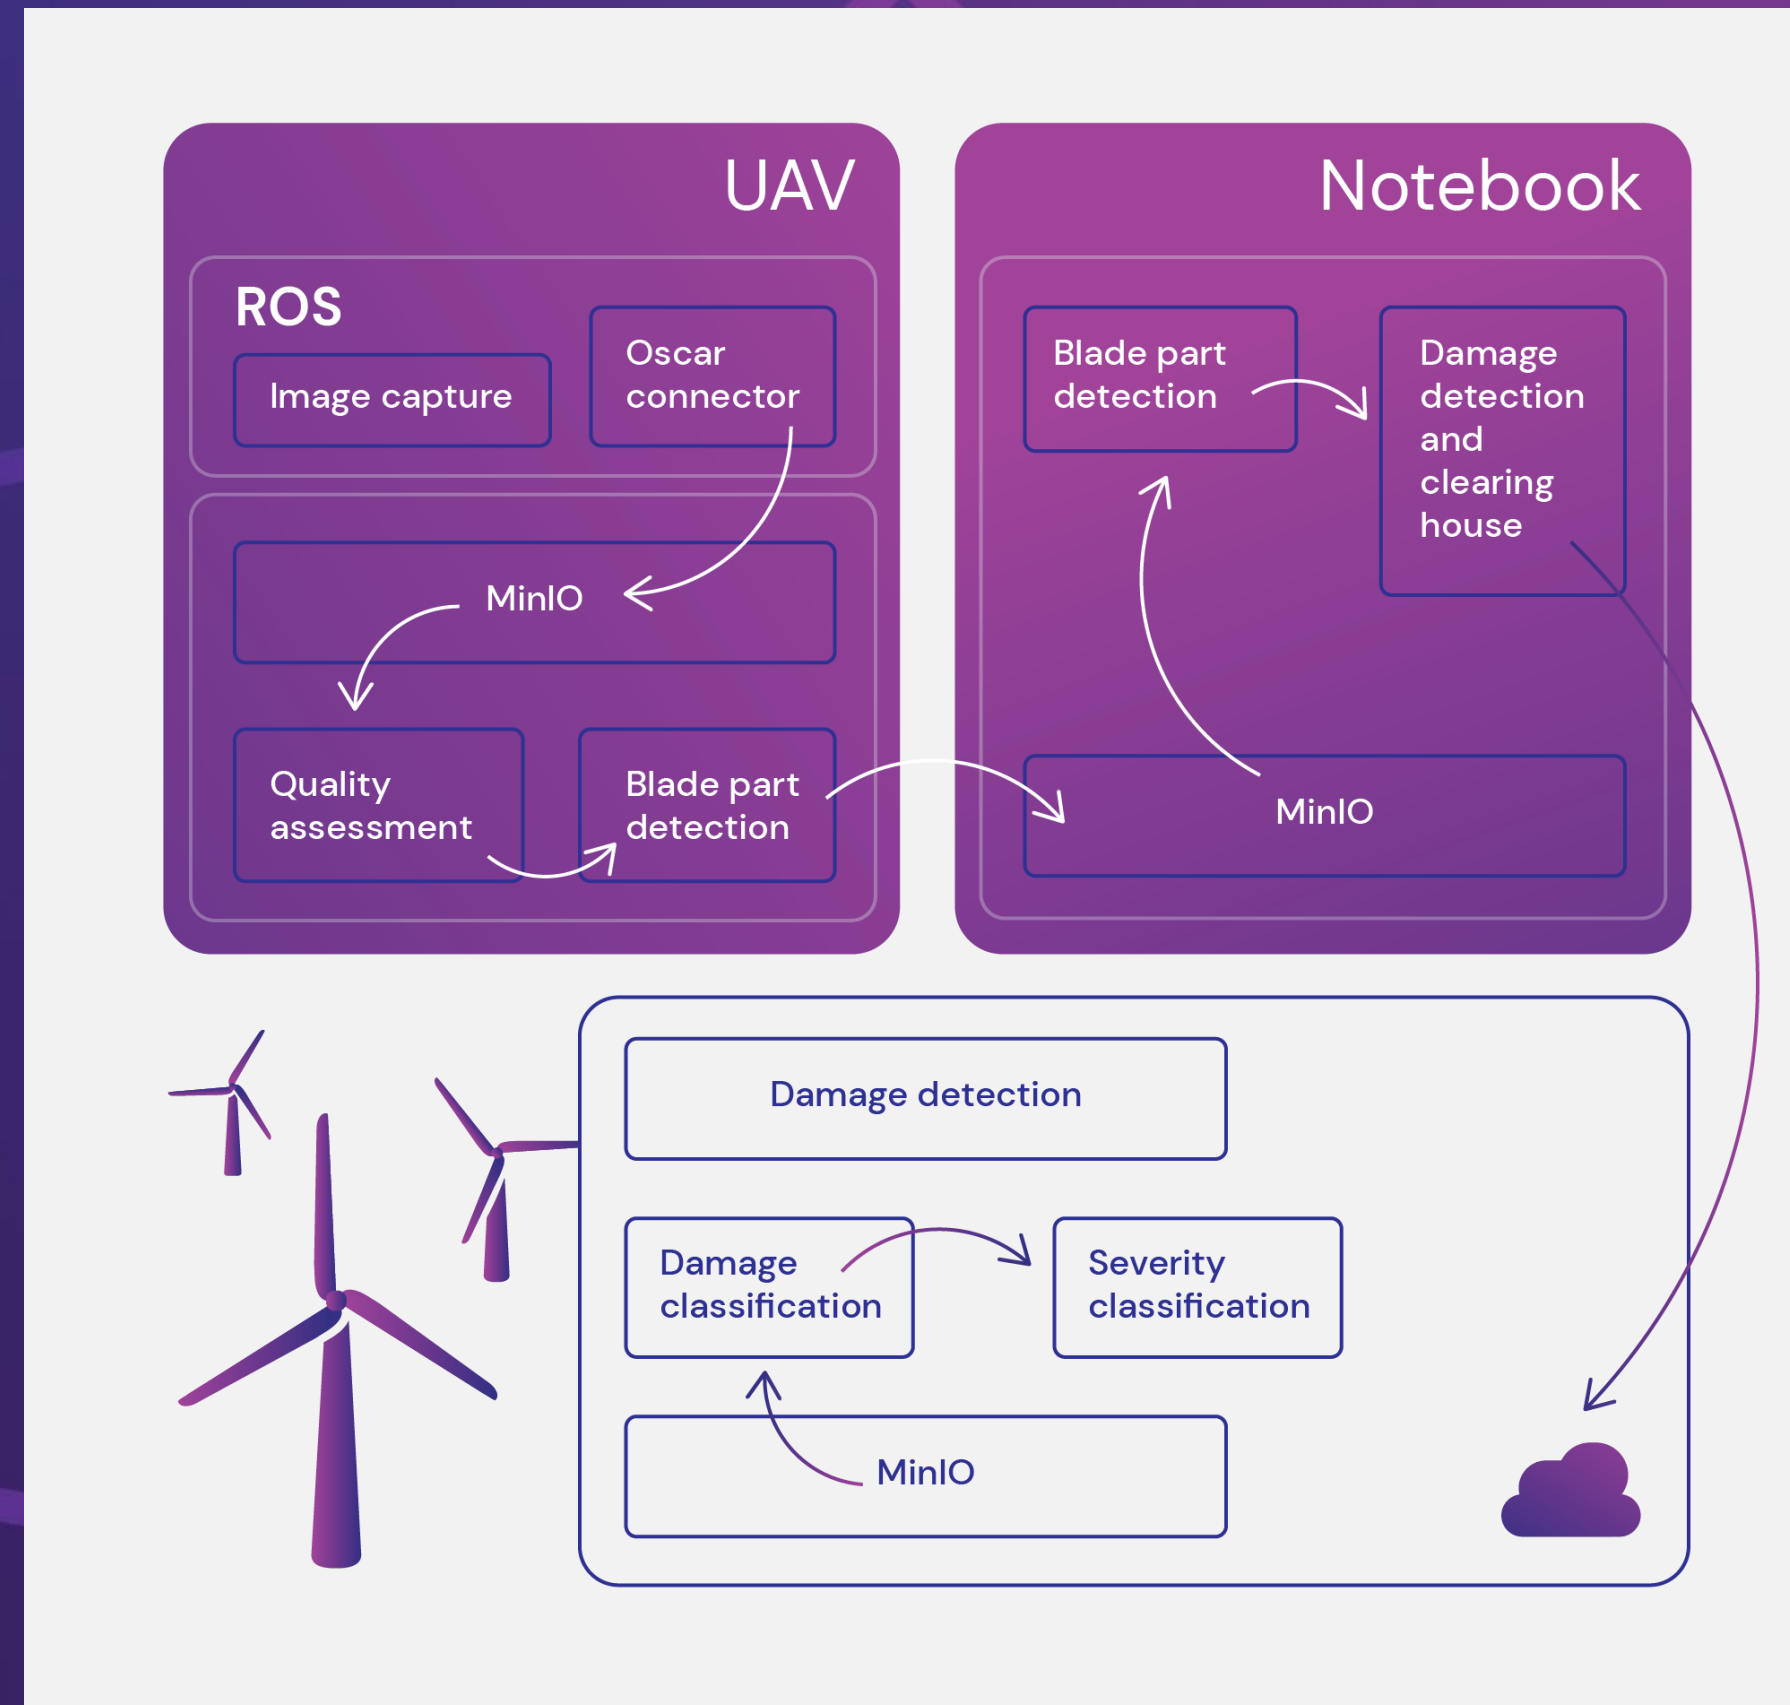 UAV
ROS
Image capture
Oscar
connector
MinIO
Quality
assessment
Blade part
detection
Notebook
Blade part
detection
Damage
detection
and
clearing
house
MinIO
Damage detection
Damage
classification
Severity
classification
MinIO